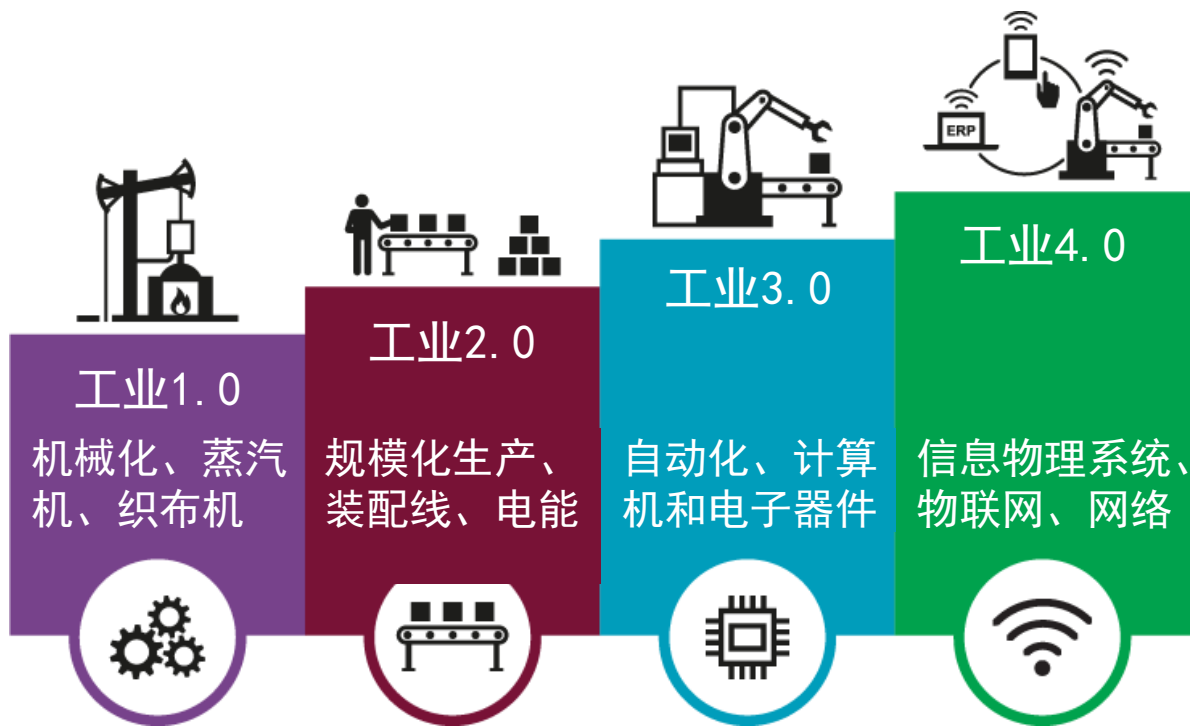 ERP
工业1.0
机械化、蒸汽
机、织布机
工业2.0
规模化生产、
装配线、电能
工业3.0
自动化、计算
机和电子器件
工业4.0
信息物理系统、
物联网、网络